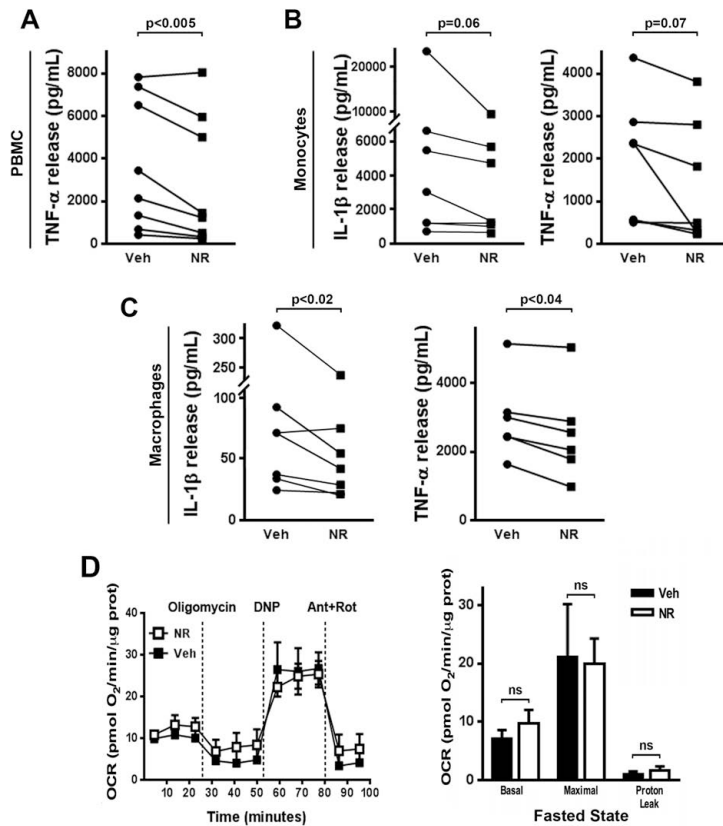 A
p<0.005
PBMC
TNF-α release (pg/mL)
8000
6000
4000
2000
0
Veh NR
B
p=0.06
Monocytes
IL-1β release (pg/mL)
20000
10000
6000
4000
2000
0
Veh NR
p=0.07
TNF-α release (pg/mL)
4000
3000
2000
1000
0
Veh NR
C
p<0.02
Macrophages
IL-1β release (pg/mL)
300
250
100
50
0
Veh NR
p<0.04
TNF-α release (pg/mL)
4000
2000
0
Veh NR
D
Oligomycin DNP Ant+Rot
NR
Veh
OCR (pmol O2/min/µg prot)
40
30
20
10
0
10 20 30 40 50 60 70 80 90 100
Time (minutes)
OCR (pmol O2/min/µg prot)
30
20
10
0
ns
ns
ns
Veh
NR
Basal Maximal Proton
Leak
Fasted State